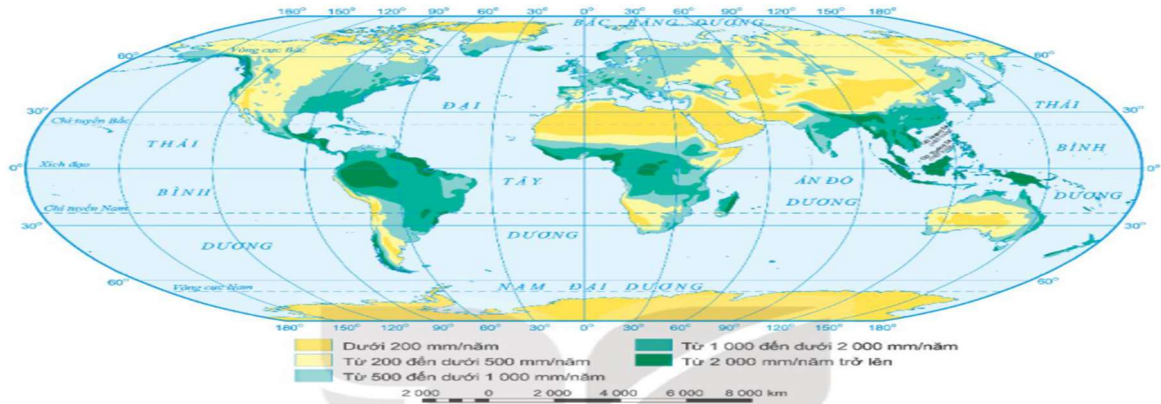 180° 150° 120° 90° 60° 30° 0° 30° 60° 90° 120° 150° 180°
BẮC BĂNG DƯƠNG
Vòng cực Bắc
60° 60°
ĐẠI
30° THÁI 30°
Chí tuyến Bắc
THÁI BÌNH
Xích đạo
0° 0°
BÌNH TÂY ẤN ĐỘ
DƯƠNG DƯƠNG
Chí tuyến Nam
30° 30°
DƯƠNG DƯƠNG
60° 60°
Vòng cực Nam NAM ĐẠI DƯƠNG
180° 150° 120° 90° 60° 30° 0° 30° 60° 90° 120° 150° 180°
Dưới 200 mm/năm Từ 1 000 đến dưới 2 000 mm/năm
Từ 200 đến dưới 500 mm/năm Từ 2 000 mm/năm trở lên
Từ 500 đến dưới 1 000 mm/năm
2 000 0 2 000 4 000 6 000 8 000 km